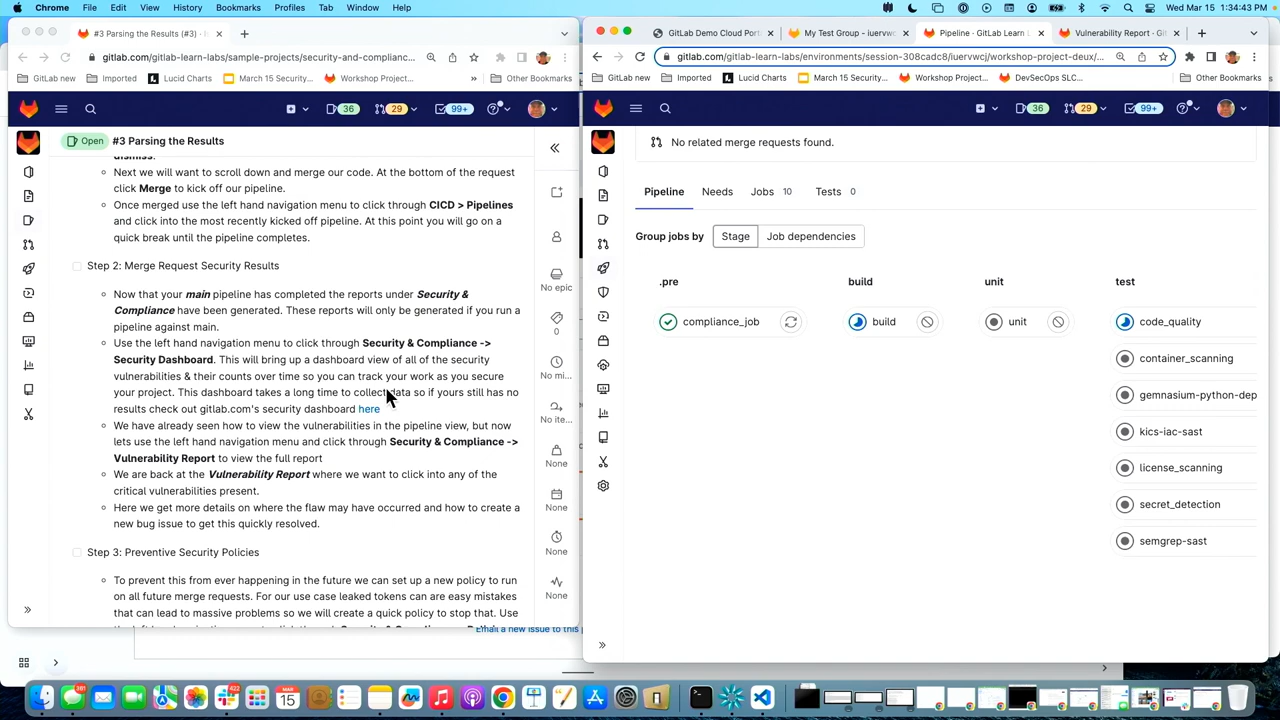 Chrome File Edit View History Bookmarks Profiles Tab Window Help
Wed Mar 15 1:34:43 PM
#3 Parsing the Results (#3) ·
gitlab.com/gitlab-learn-labs/sample-projects/security-and-complianc...
GitLab new Imported Lucid Charts March 15 Security... Workshop Project... » Other Bookmarks
36 29 99+
Open #3 Parsing the Results
dismiss.
Next we will want to scroll down and merge our code. At the bottom of the request
click Merge to kick off our pipeline.
Once merged use the left hand navigation menu to click through CICD > Pipelines
and click into the most recently kicked off pipeline. At this point you will go on a
quick break until the pipeline completes.
Step 2: Merge Request Security Results
Now that your main pipeline has completed the reports under Security &
Compliance have been generated. These reports will only be generated if you run a
pipeline against main.
Use the left hand navigation menu to click through Security & Compliance ->
Security Dashboard. This will bring up a dashboard view of all of the security
vulnerabilities & their counts over time so you can track your work as you secure
your project. This dashboard takes a long time to collect data so if yours still has no
results check out gitlab.com's security dashboard here
We have already seen how to view the vulnerabilities in the pipeline view, but now
lets use the left hand navigation menu and click through Security & Compliance ->
Vulnerability Report to view the full report
We are back at the Vulnerability Report where we want to click into any of the
critical vulnerabilities present.
Here we get more details on where the flaw may have occurred and how to create a
new bug issue to get this quickly resolved.
Step 3: Preventive Security Policies
To prevent this from ever happening in the future we can set up a new policy to run
on all future merge requests. For our use case leaked tokens can are easy mistakes
that can lead to massive problems so we will create a quick policy to stop that. Use
No epic
0
No mi...
No ite...
None
None
None
None
Email a new issue to this
GitLab Demo Cloud Port
My Test Group · iuervwc
Pipeline · GitLab Learn L
Vulnerability Report · Git
gitlab.com/gitlab-learn-labs/environments/session-308cadc8/iuervwcj/workshop-project-deux/...
GitLab new Imported Lucid Charts March 15 Security... Workshop Project... DevSecOps SLC... Other Bookmarks
36 29 99+
No related merge requests found.
Pipeline Needs Jobs 10 Tests 0
Group jobs by Stage Job dependencies
.pre build unit test
compliance_job build unit code_quality
container_scanning
gemnasium-python-dep
kics-iac-sast
license_scanning
secret_detection
semgrep-sast
MAR
15